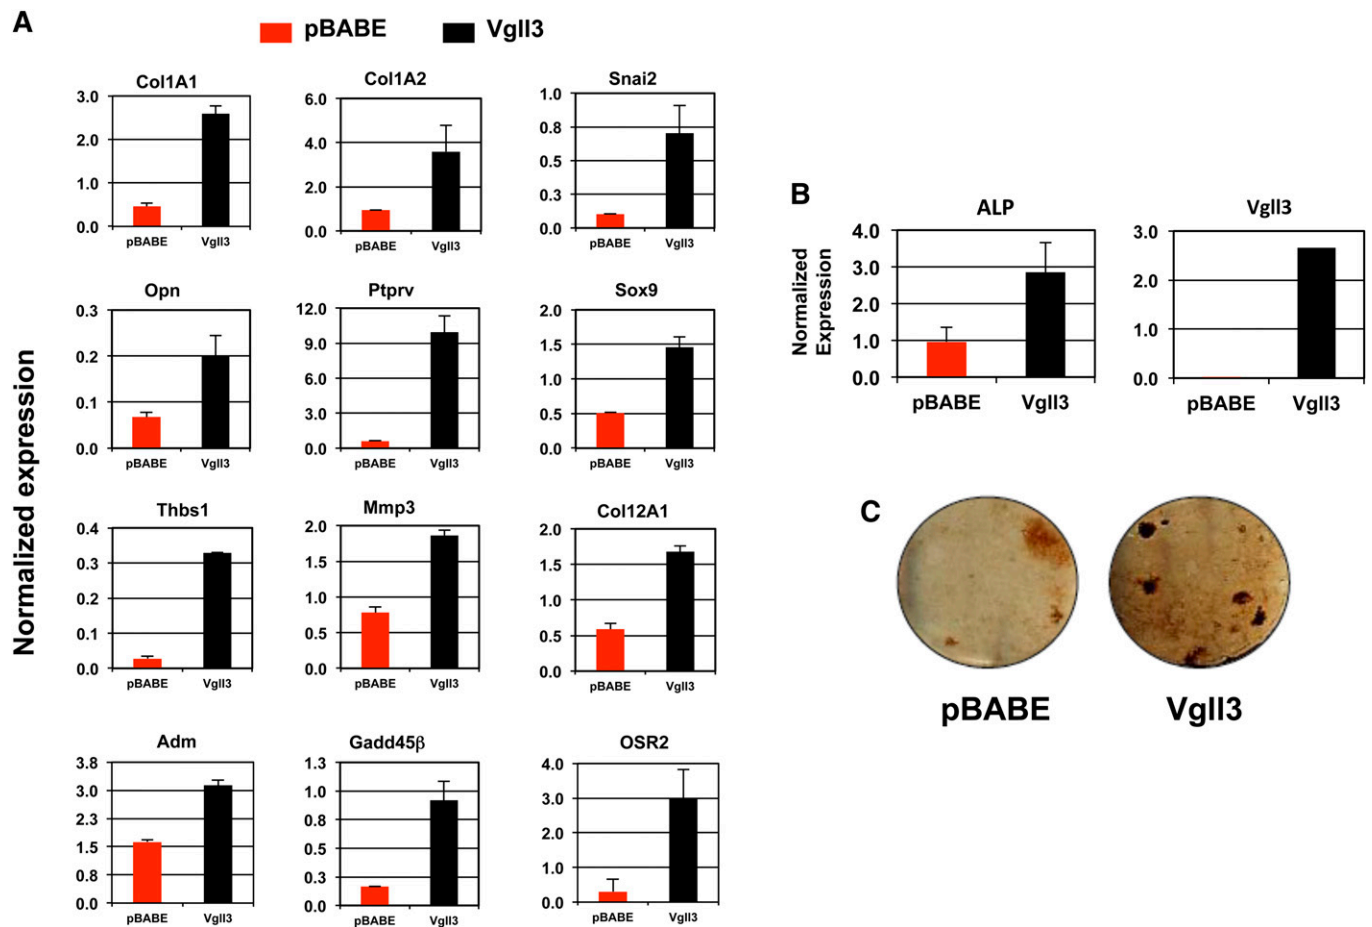 A
pBABE Vgll3
Normalized expression
Col1A1
3.0
2.0
1.0
0.0
pBABE Vgll3
Col1A2
6.0
4.0
2.0
0.0
pBABE Vgll3
Snai2
1.0
0.8
0.5
0.3
0.0
pBABE Vgll3
Opn
0.3
0.2
0.1
0.0
pBABE Vgll3
Ptprv
12.0
9.0
6.0
3.0
0.0
pBABE Vgll3
Sox9
2.0
1.5
1.0
0.5
0.0
pBABE Vgll3
Thbs1
0.4
0.3
0.2
0.1
0.0
pBABE Vgll3
Mmp3
2.0
1.5
1.0
0.5
0.0
pBABE Vgll3
Col12A1
2.0
1.5
1.0
0.5
0.0
pBABE Vgll3
Adm
3.8
3.0
2.3
1.5
0.8
0.0
pBABE Vgll3
Gadd45β
1.3
1.0
0.8
0.5
0.3
0.0
pBABE Vgll3
OSR2
4.0
3.0
2.0
1.0
0.0
pBABE Vgll3
B
Normalized
Expression
ALP
4.0
3.0
2.0
1.0
0.0
pBABE Vgll3
Vgll3
3.0
2.0
1.0
0.0
pBABE Vgll3
C
pBABE Vgll3